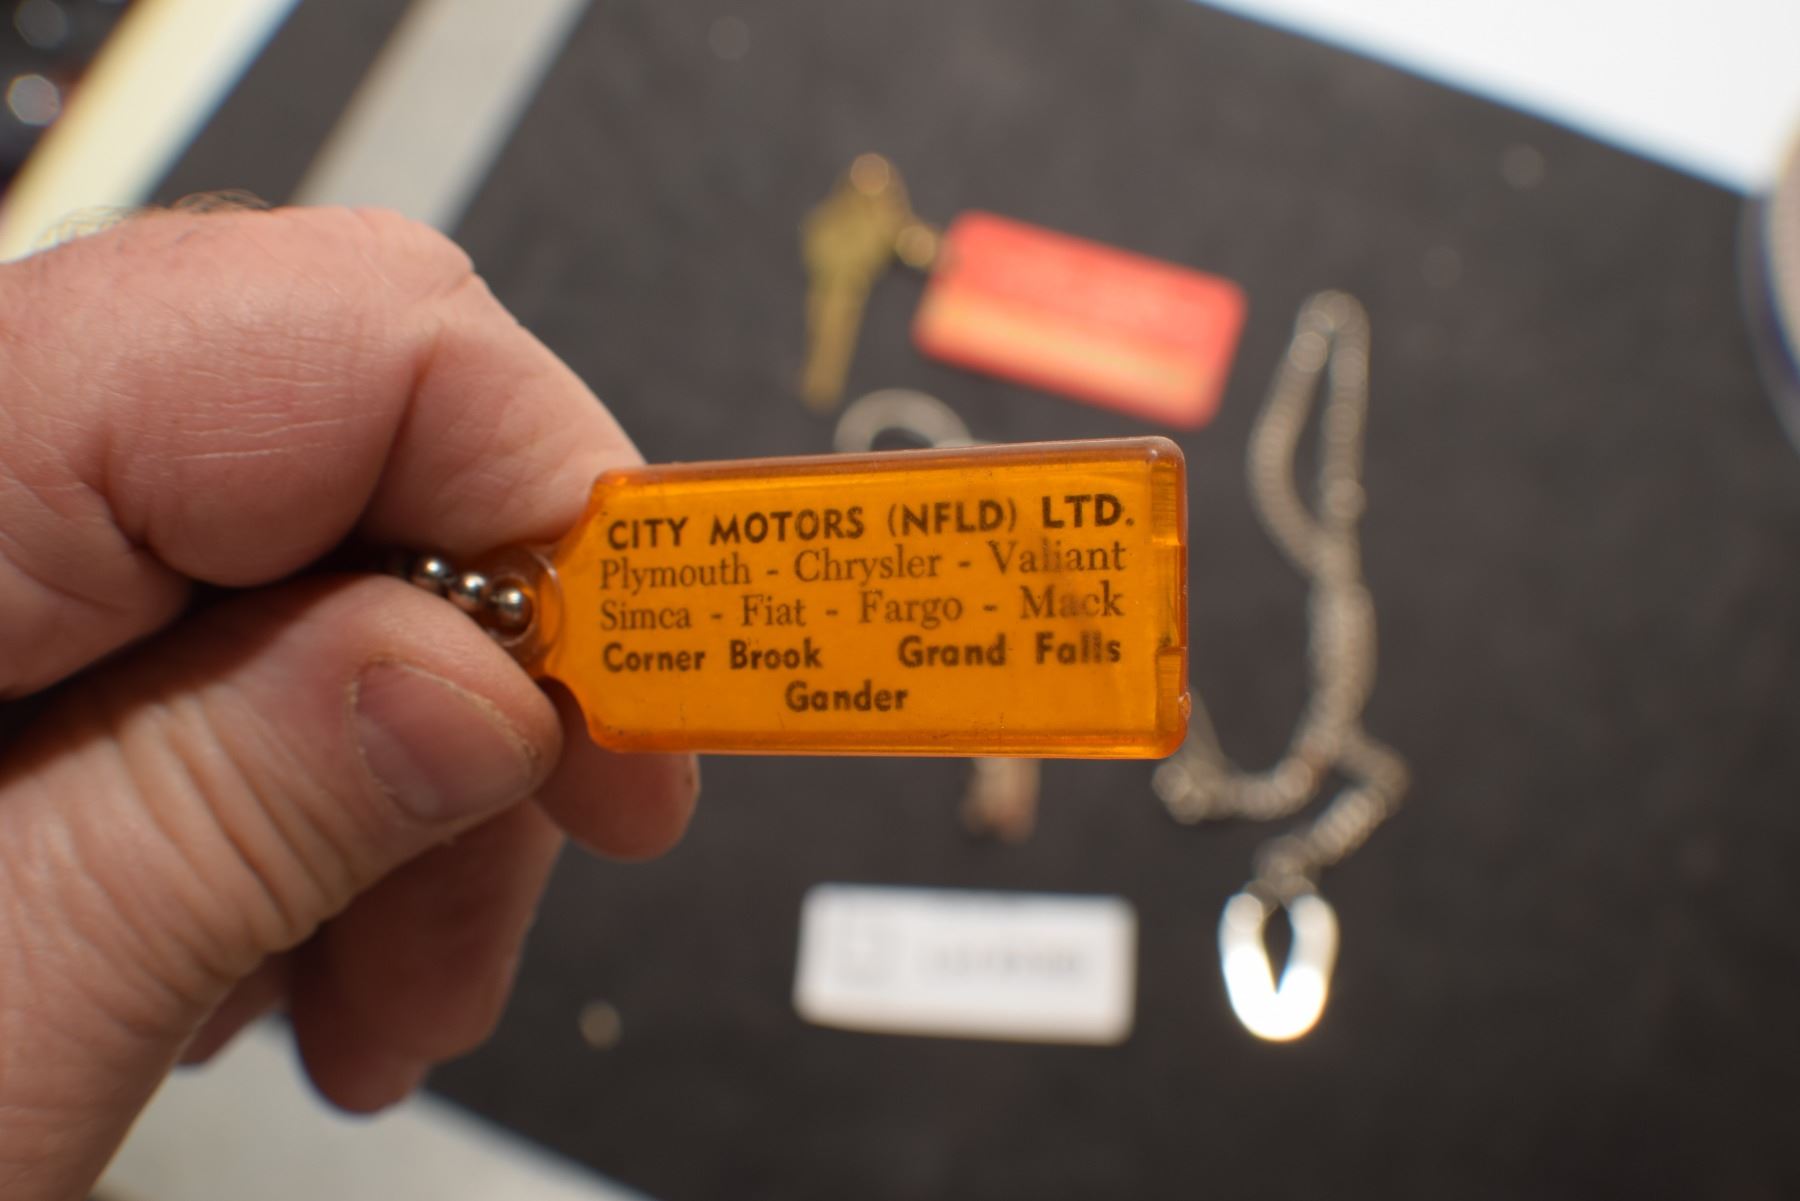 CITY MOTORS (NFLD) LTD.
Plymouth - Chrysler - Valiant
Simca - Fiat - Fargo - Mack
Corner Brook Grand Falls
Gander